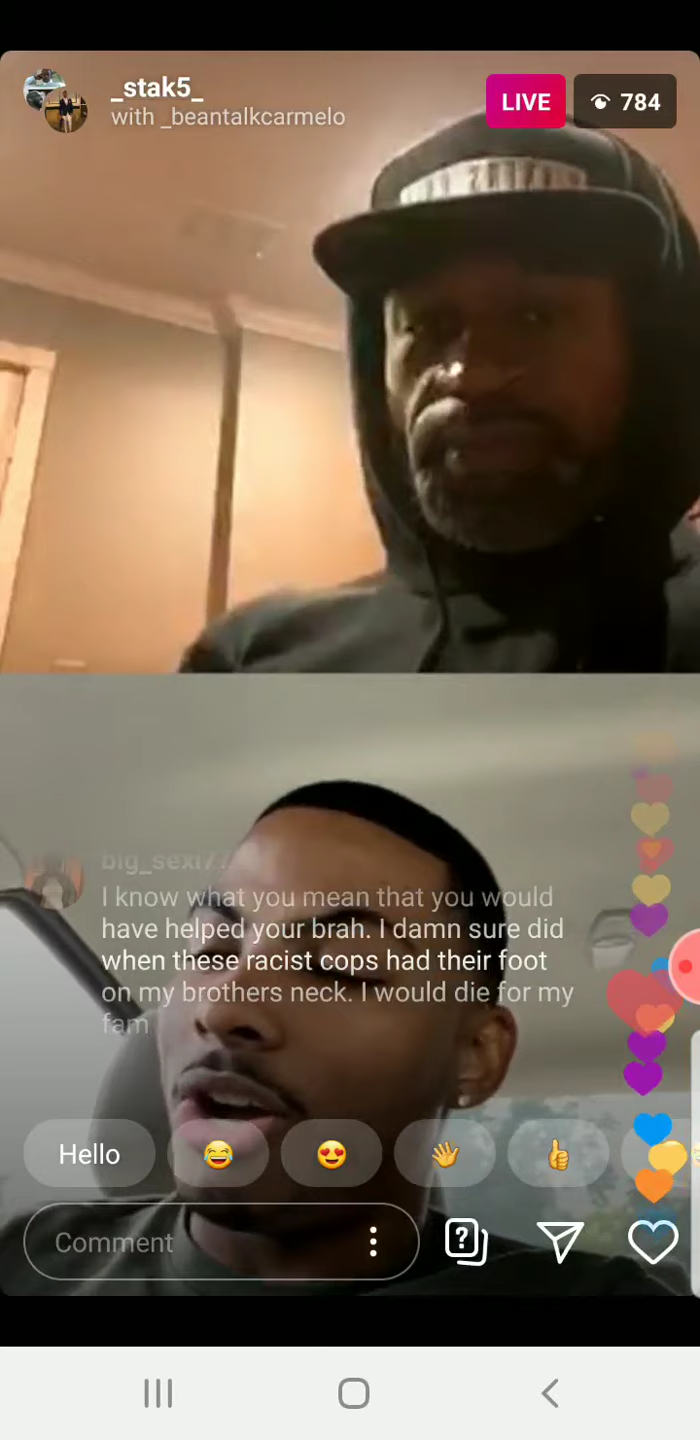 _stak5_
with _beantalkcarmelo
LIVE
784
I know what you mean that you would
have helped your brah. I damn sure did
when these racist cops had their foot
on my brothers neck. I would die for my
fam
Hello
Comment